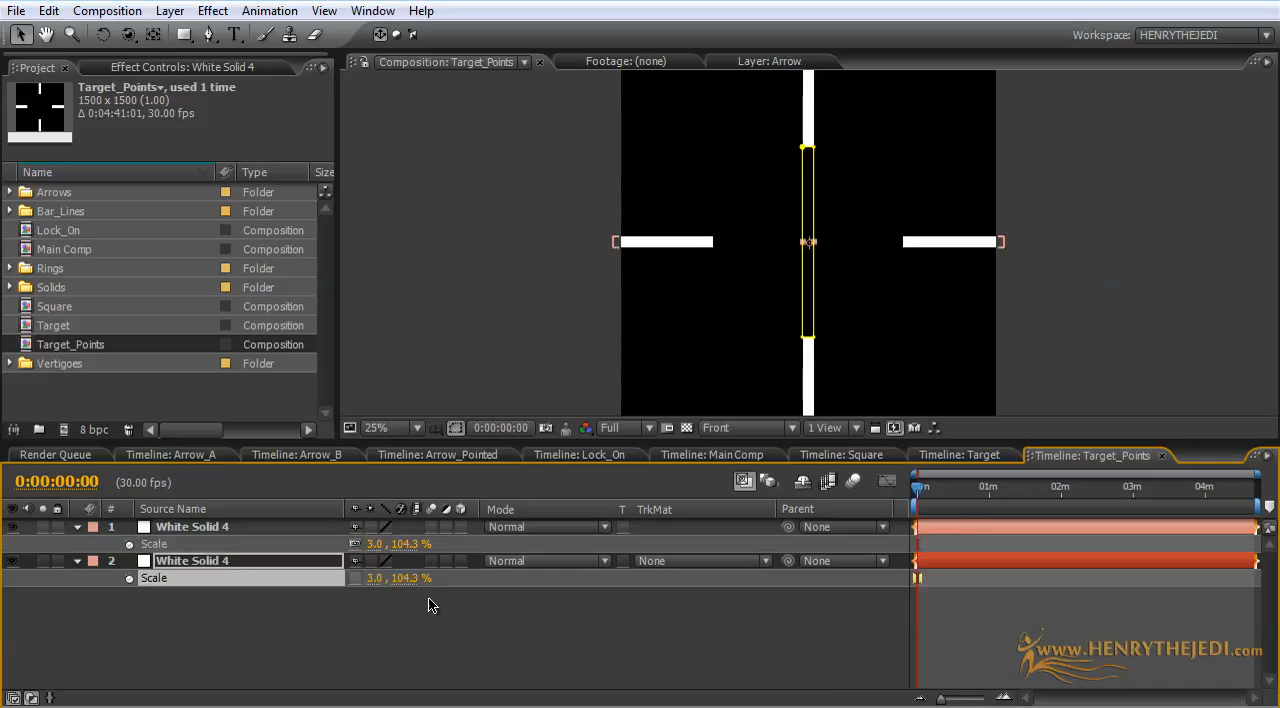 File Edit Composition Layer Effect Animation View Window Help
Workspace: HENRYTHEJEDI
Project Effect Controls: White Solid 4
Composition: Target_Points Footage: (none) Layer: Arrow
Target_Points, used 1 time
1500 x 1500 (1.00)
Δ 0:04:41:01, 30.00 fps
Name Type Size
Arrows Folder
Bar_Lines Folder
Lock_On Composition
Main Comp Composition
Rings Folder
Solids Folder
Square Composition
Target Composition
Target_Points Composition
Vertigoes Folder
8 bpc
25% 0:00:00:00 Full Front 1 View
Render Queue Timeline: Arrow_A Timeline: Arrow_B Timeline: Arrow_Pointed Timeline: Lock_On Timeline: Main Comp Timeline: Square Timeline: Target Timeline: Target_Points
0:00:00:00 (30.00 fps)
01m 02m 03m 04m
# Source Name Mode T TrkMat Parent
1 White Solid 4 Normal None
Scale 3.0, 104.3 %
2 White Solid 4 Normal None None
Scale 3.0, 104.3 %
www.HENRYTHEJEDI.com